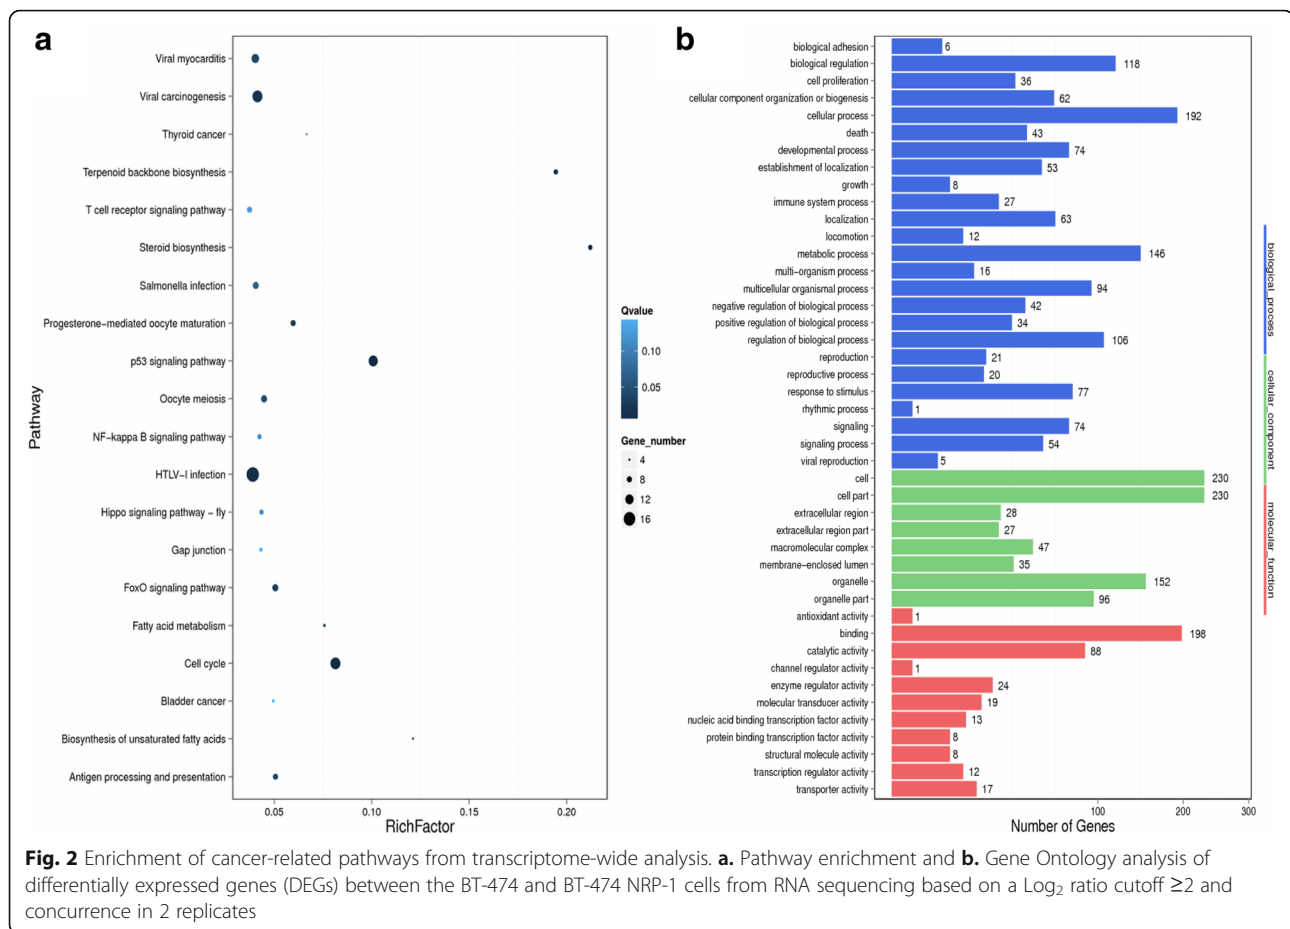 a
Viral myocarditis
Viral carcinogenesis
Thyroid cancer
Terpenoid backbone biosynthesis
T cell receptor signaling pathway
Steroid biosynthesis
Salmonella infection
Progesterone−mediated oocyte maturation
p53 signaling pathway
Oocyte meiosis
NF−kappa B signaling pathway
HTLV−I infection
Hippo signaling pathway − fly
Gap junction
FoxO signaling pathway
Fatty acid metabolism
Cell cycle
Bladder cancer
Biosynthesis of unsaturated fatty acids
Antigen processing and presentation
Pathway
0.05 0.10 0.15 0.20
RichFactor
Qvalue
0.10
0.05
Gene_number
4
8
12
16
b
biological adhesion 6
biological regulation 118
cell proliferation 36
cellular component organization or biogenesis 62
cellular process 192
death 43
developmental process 74
establishment of localization 53
growth 8
immune system process 27
localization 63
locomotion 12
metabolic process 146
multi−organism process 16
multicellular organismal process 94
negative regulation of biological process 42
positive regulation of biological process 34
regulation of biological process 106
reproduction 21
reproductive process 20
response to stimulus 77
rhythmic process 1
signaling 74
signaling process 54
viral reproduction 5
cell 230
cell part 230
extracellular region 28
extracellular region part 27
macromolecular complex 47
membrane−enclosed lumen 35
organelle 152
organelle part 96
antioxidant activity 1
binding 198
catalytic activity 88
channel regulator activity 1
enzyme regulator activity 24
molecular transducer activity 19
nucleic acid binding transcription factor activity 13
protein binding transcription factor activity 8
structural molecule activity 8
transcription regulator activity 12
transporter activity 17
100 200 300
Number of Genes
biological_process
cellular_component
molecular_function
Fig. 2 Enrichment of cancer-related pathways from transcriptome-wide analysis. a. Pathway enrichment and b. Gene Ontology analysis of
differentially expressed genes (DEGs) between the BT-474 and BT-474 NRP-1 cells from RNA sequencing based on a Log₂ ratio cutoff ≥2 and
concurrence in 2 replicates